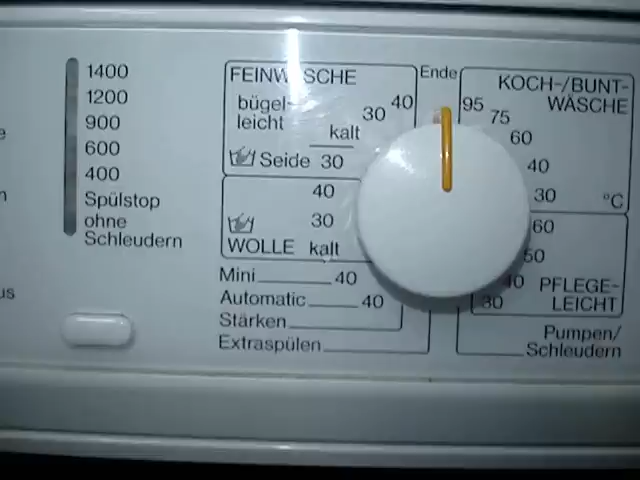 1400
1200
900
600
400
Spülstop
ohne
Schleudern
FEINWÄSCHE
bügel-
leicht
kalt
30
40
Seide 30
40
30
WOLLE kalt
Mini 40
Automatic 40
Stärken
Extraspülen
Ende
KOCH-/BUNT-
WÄSCHE
95
75
60
40
30
°C
60
50
40
30
PFLEGE-
LEICHT
Pumpen/
Schleudern